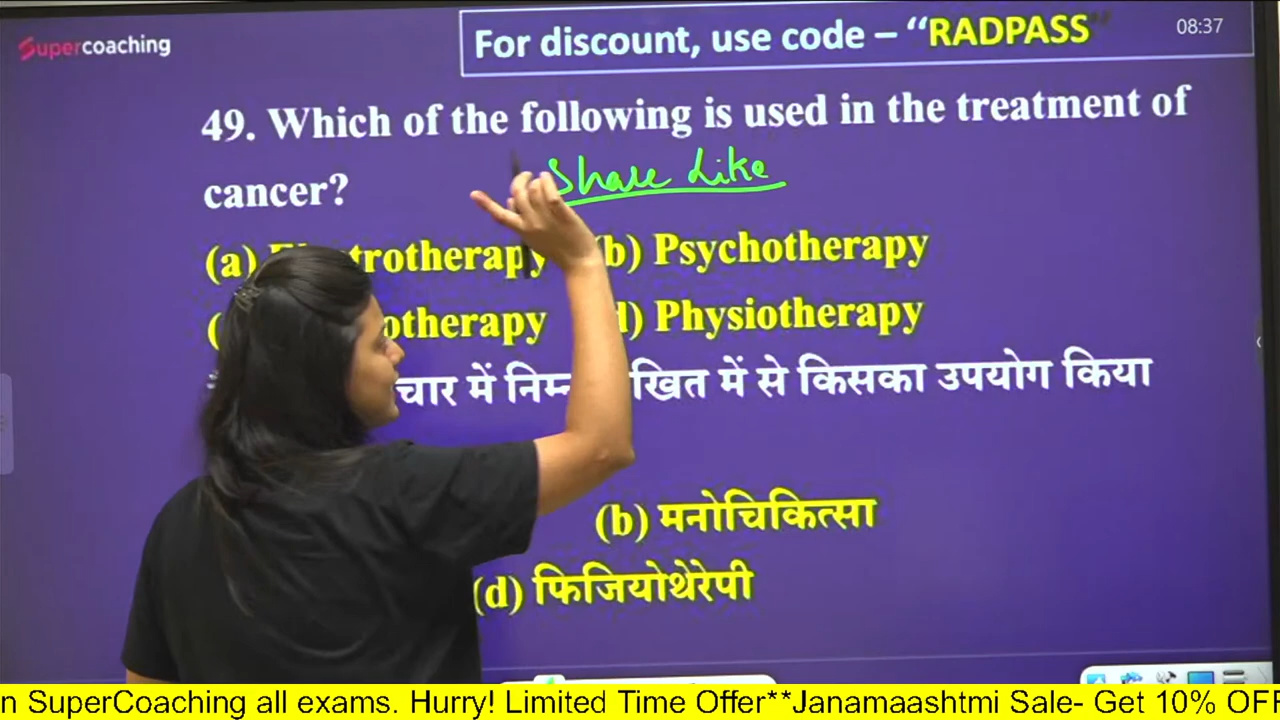 Supercoaching
For discount, use code – “RADPASS”
08:37
49. Which of the following is used in the treatment of
Share Like
cancer?
(a) trotherapy (b) Psychotherapy
otherapy d) Physiotherapy
चार में खित में से किसका उपयोग किया
(b) मनोचिकित्सा
(d) फिजियोथेरेपी
n SuperCoaching all exams. Hurry! Limited Time Offer**Janamaashtmi Sale- Get 10% OFF